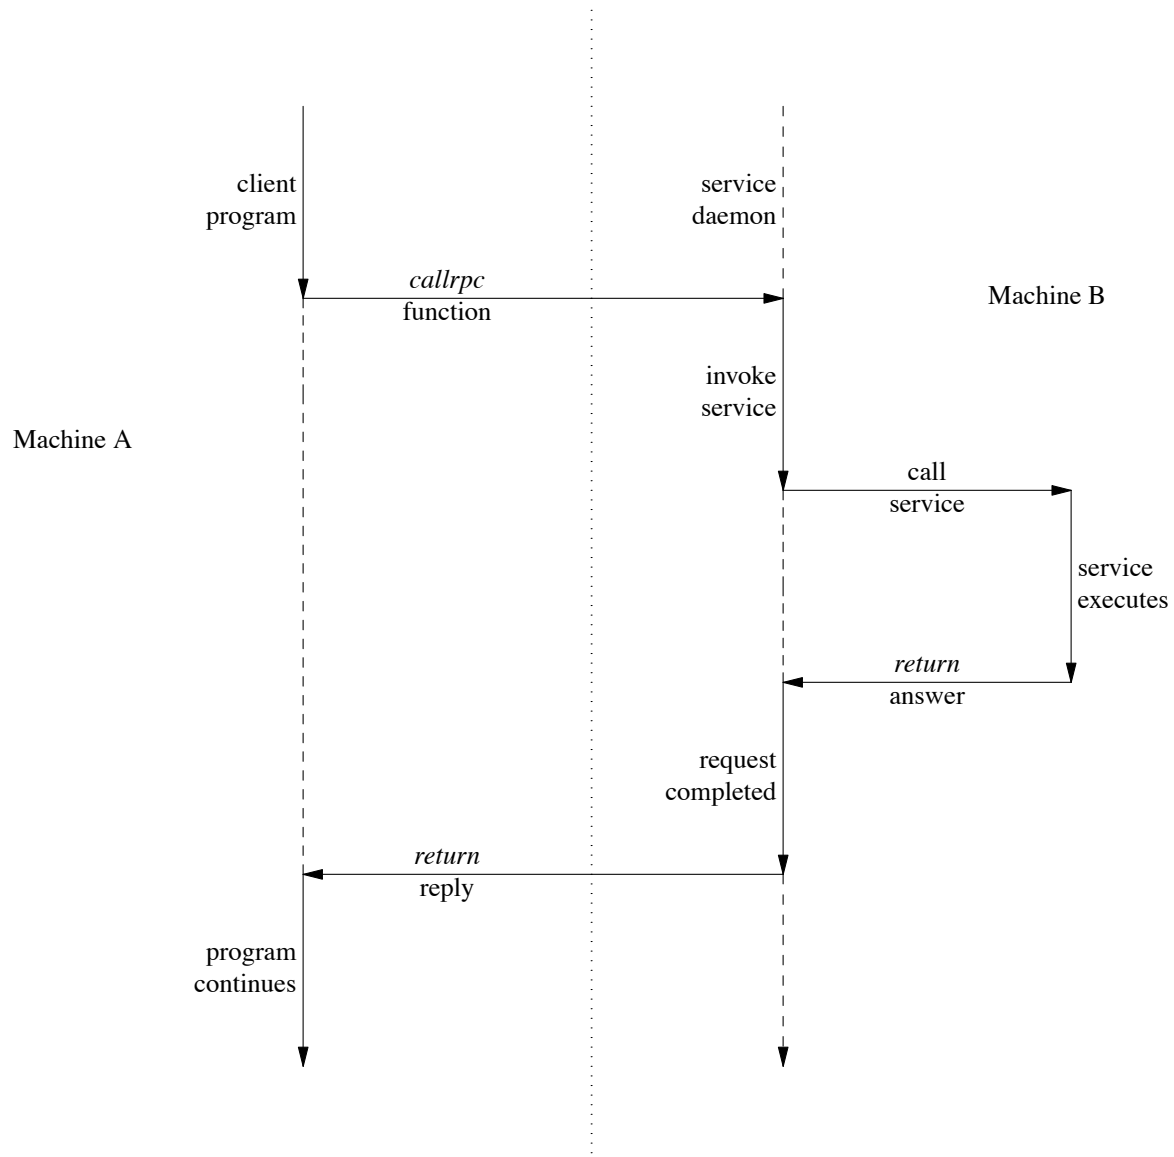 client
program
service
daemon
callrpc
function
Machine B
invoke
service
Machine A
call
service
service
executes
return
answer
request
completed
return
reply
program
continues